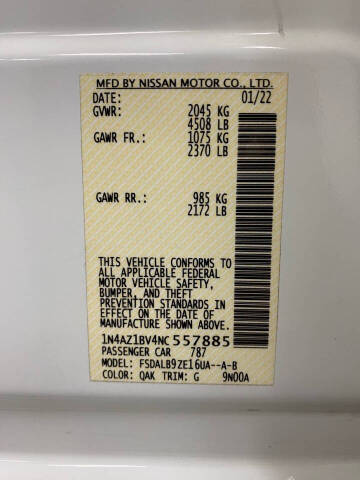 MFD BY NISSAN MOTOR CO., LTD.
DATE: 01/22
GVWR: 2045 KG
4508 LB
GAWR FR.: 1075 KG
2370 LB
GAWR RR.: 985 KG
2172 LB
THIS VEHICLE CONFORMS TO
ALL APPLICABLE FEDERAL
MOTOR VEHICLE SAFETY,
BUMPER, AND THEFT
PREVENTION STANDARDS IN
EFFECT ON THE DATE OF
MANUFACTURE SHOWN ABOVE.
1N4AZ1BV4NC557885
PASSENGER CAR 787
MODEL: FSDALB9ZE16UA--A-B
COLOR: QAK TRIM: G 9N00A